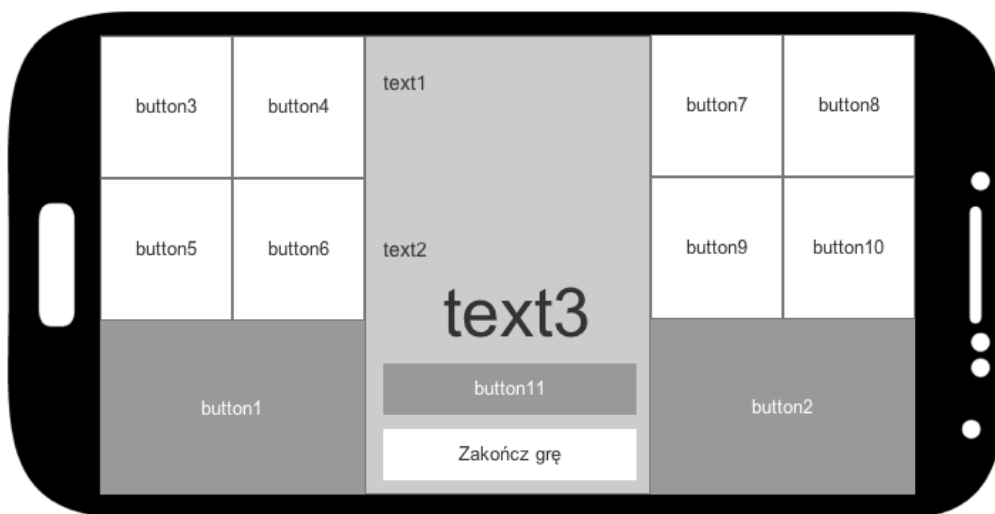 button3
button4
button5
button6
button1
text1
text2
text3
button11
Zakończ grę
button7
button8
button9
button10
button2